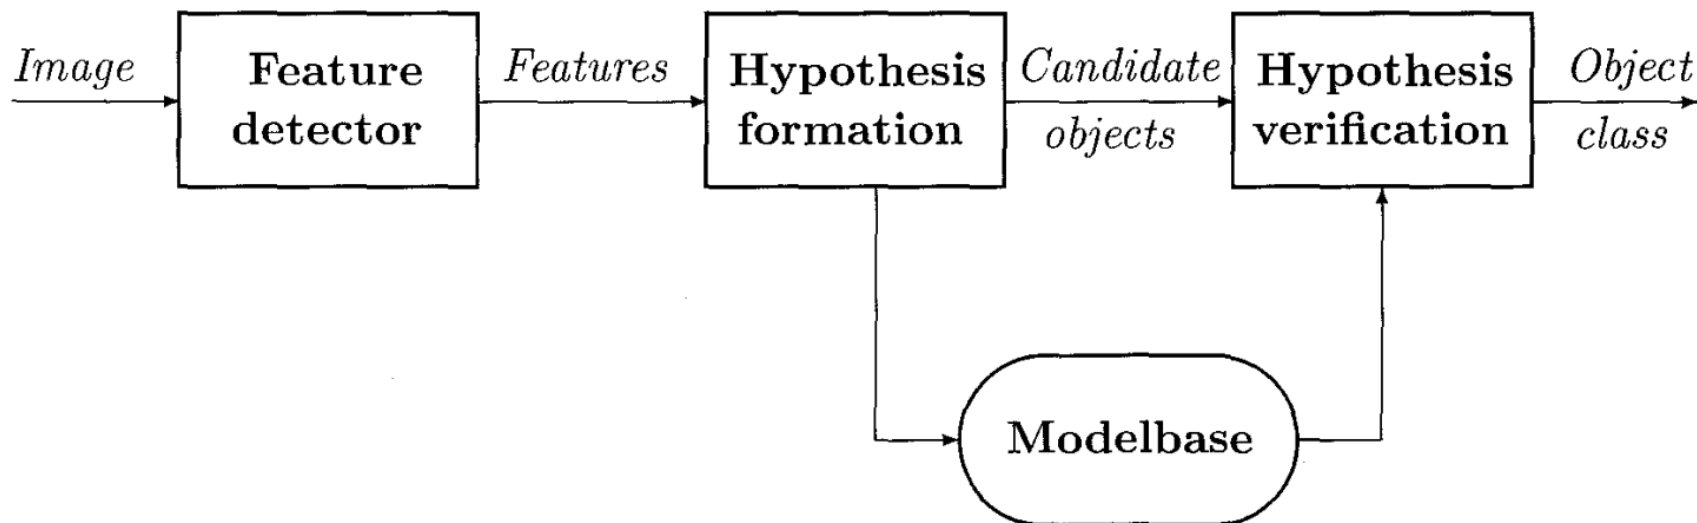 Image
Feature
detector
Features
Hypothesis
formation
Candidate
objects
Hypothesis
verification
Object
class
Modelbase